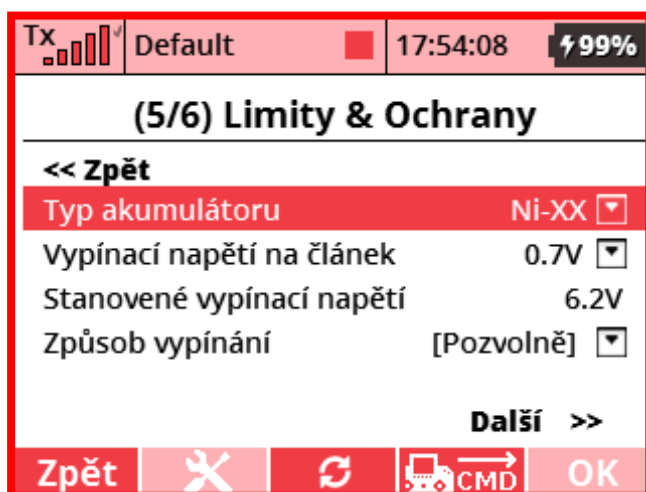 Tx Default 17:54:08 99%
(5/6) Limity & Ochrany
<< Zpět
Typ akumulátoru Ni-XX
Vypínací napětí na článek 0.7V
Stanovené vypínací napětí 6.2V
Způsob vypínání [Pozvolně]
Další >>
Zpět CMD OK